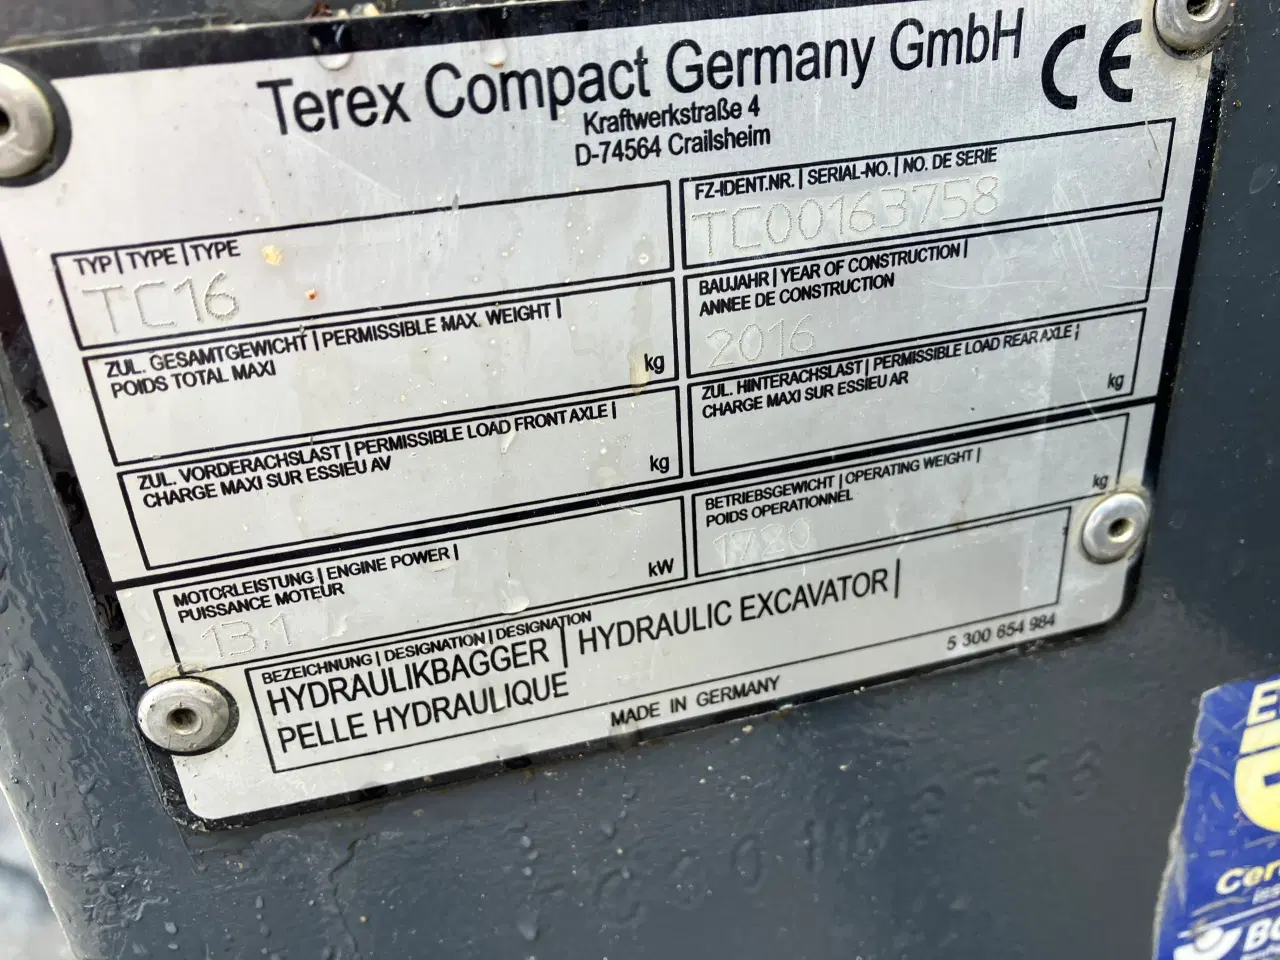 Terex Compact Germany GmbH
CE
Kraftwerkstraße 4
D-74564 Crailsheim
TYP | TYPE | TYPE
TC16
FZ-IDENT.NR. | SERIAL-NO. | NO. DE SERIE
TC00163758
ZUL. GESAMTGEWICHT | PERMISSIBLE MAX. WEIGHT |
POIDS TOTAL MAXI
kg
BAUJAHR | YEAR OF CONSTRUCTION |
ANNEE DE CONSTRUCTION
2016
ZUL. VORDERACHSLAST | PERMISSIBLE LOAD FRONT AXLE |
CHARGE MAXI SUR ESSIEU AV
kg
ZUL. HINTERACHSLAST | PERMISSIBLE LOAD REAR AXLE |
CHARGE MAXI SUR ESSIEU AR
kg
MOTORLEISTUNG | ENGINE POWER |
PUISSANCE MOTEUR
13,1
kW
BETRIEBSGEWICHT | OPERATING WEIGHT |
POIDS OPERATIONNEL
1720
kg
BEZEICHNUNG | DESIGNATION | DESIGNATION
HYDRAULIKBAGGER | HYDRAULIC EXCAVATOR |
PELLE HYDRAULIQUE
MADE IN GERMANY
5 300 654 984